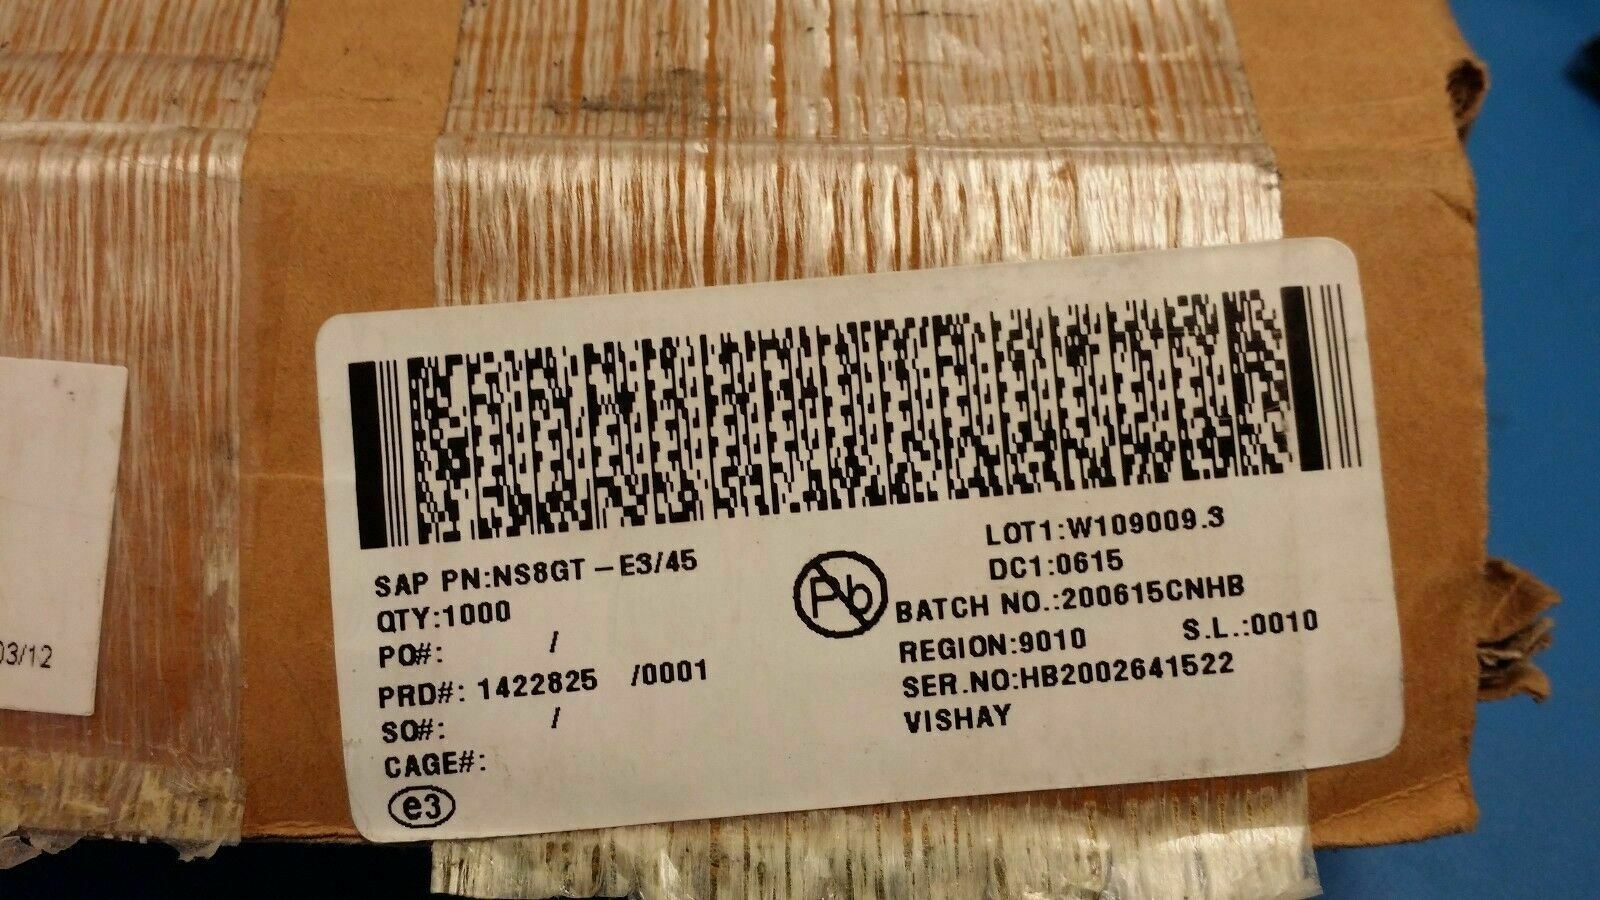 SAP PN:NS8GT-E3/45
QTY:1000
PO#: /
PRD#: 1422825 /0001
SO#: /
CAGE#:
e3
Pb
LOT1:W109009.3
DC1:0615
BATCH NO.:200615CNHB
REGION:9010 S.L.:0010
SER.NO:HB2002641522
VISHAY
03/12